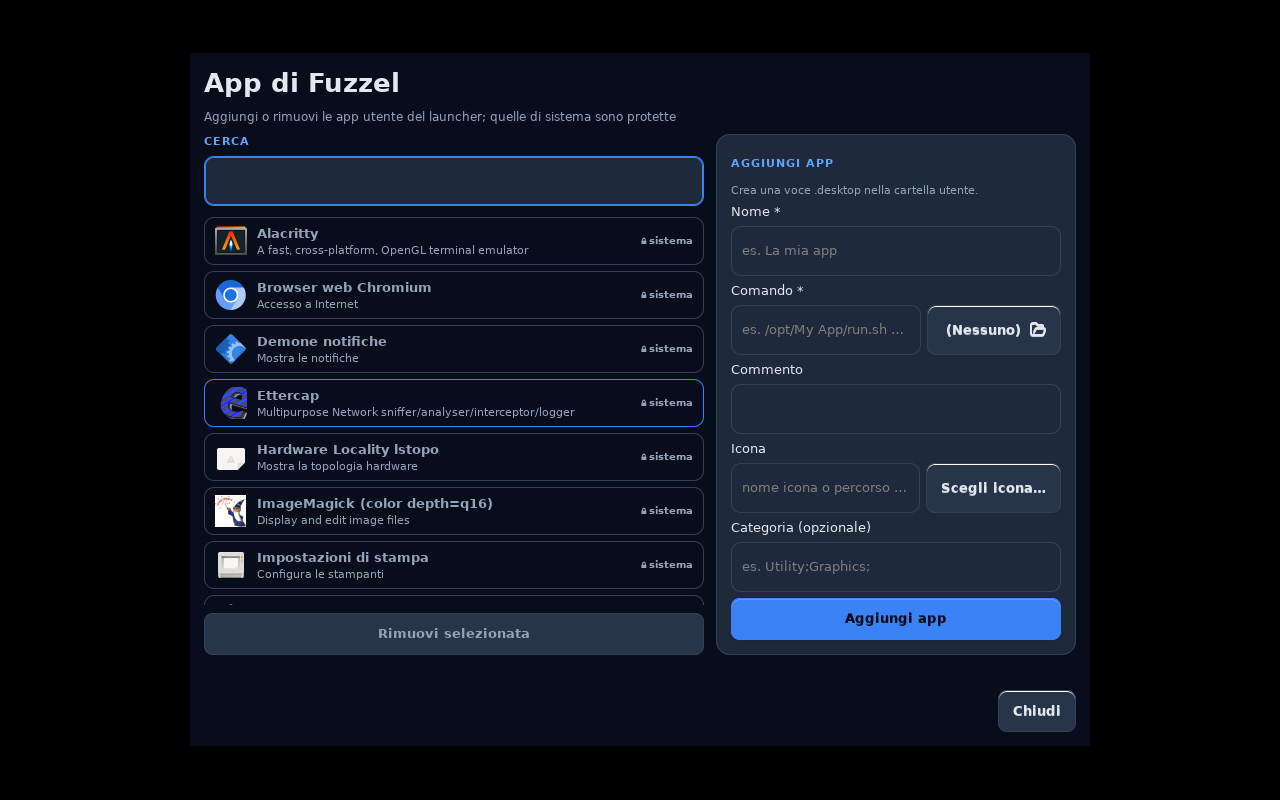 App di Fuzzel
Aggiungi o rimuovi le app utente del launcher; quelle di sistema sono protette
CERCA
Alacritty
A fast, cross-platform, OpenGL terminal emulator
sistema
Browser web Chromium
Accesso a Internet
sistema
Demone notifiche
Mostra le notifiche
sistema
Ettercap
Multipurpose Network sniffer/analyser/interceptor/logger
sistema
Hardware Locality lstopo
Mostra la topologia hardware
sistema
ImageMagick (color depth=q16)
Display and edit image files
sistema
Impostazioni di stampa
Configura le stampanti
sistema
Rimuovi selezionata
AGGIUNGI APP
Crea una voce .desktop nella cartella utente.
Nome *
es. La mia app
Comando *
es. /opt/My App/run.sh ...
(Nessuno)
Commento
Icona
nome icona o percorso ...
Scegli icona...
Categoria (opzionale)
es. Utility;Graphics;
Aggiungi app
Chiudi